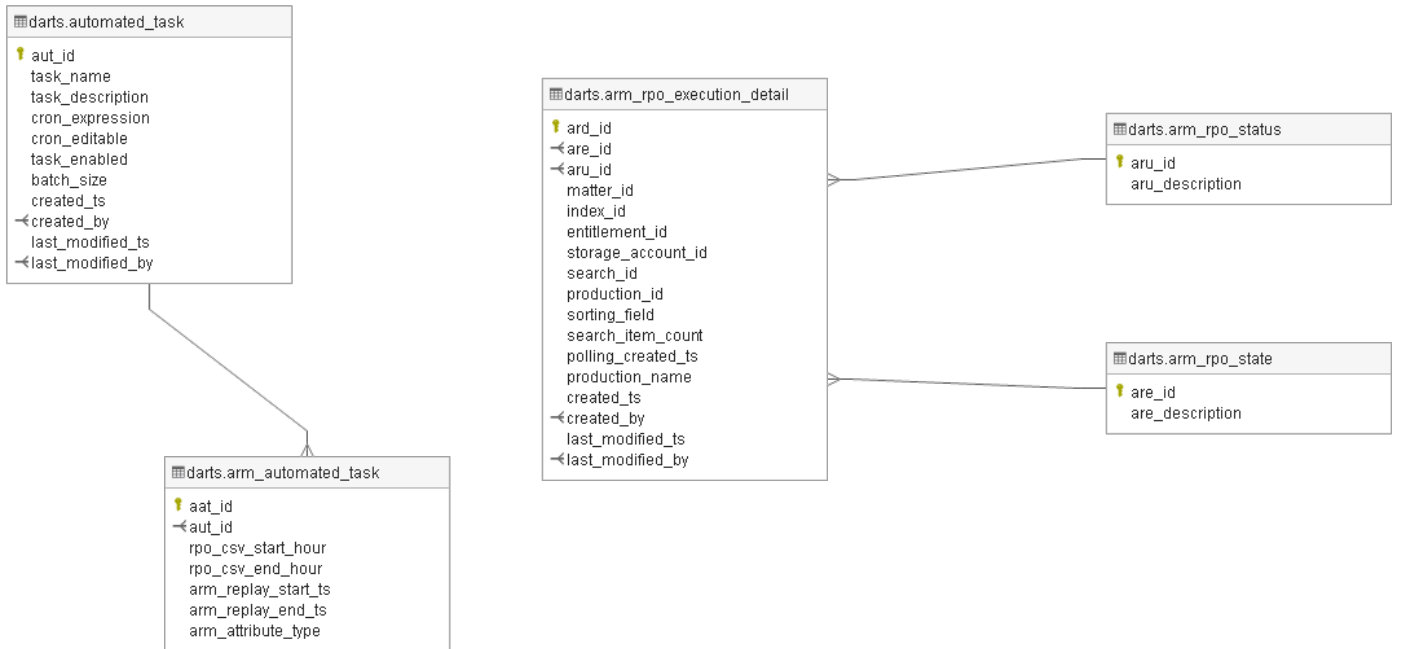 darts.automated_task
aut_id
task_name
task_description
cron_expression
cron_editable
task_enabled
batch_size
created_ts
created_by
last_modified_ts
last_modified_by
darts.arm_automated_task
aat_id
aut_id
rpo_csv_start_hour
rpo_csv_end_hour
arm_replay_start_ts
arm_replay_end_ts
arm_attribute_type
darts.arm_rpo_execution_detail
ard_id
are_id
aru_id
matter_id
index_id
entitlement_id
storage_account_id
search_id
production_id
sorting_field
search_item_count
polling_created_ts
production_name
created_ts
created_by
last_modified_ts
last_modified_by
darts.arm_rpo_status
aru_id
aru_description
darts.arm_rpo_state
are_id
are_description